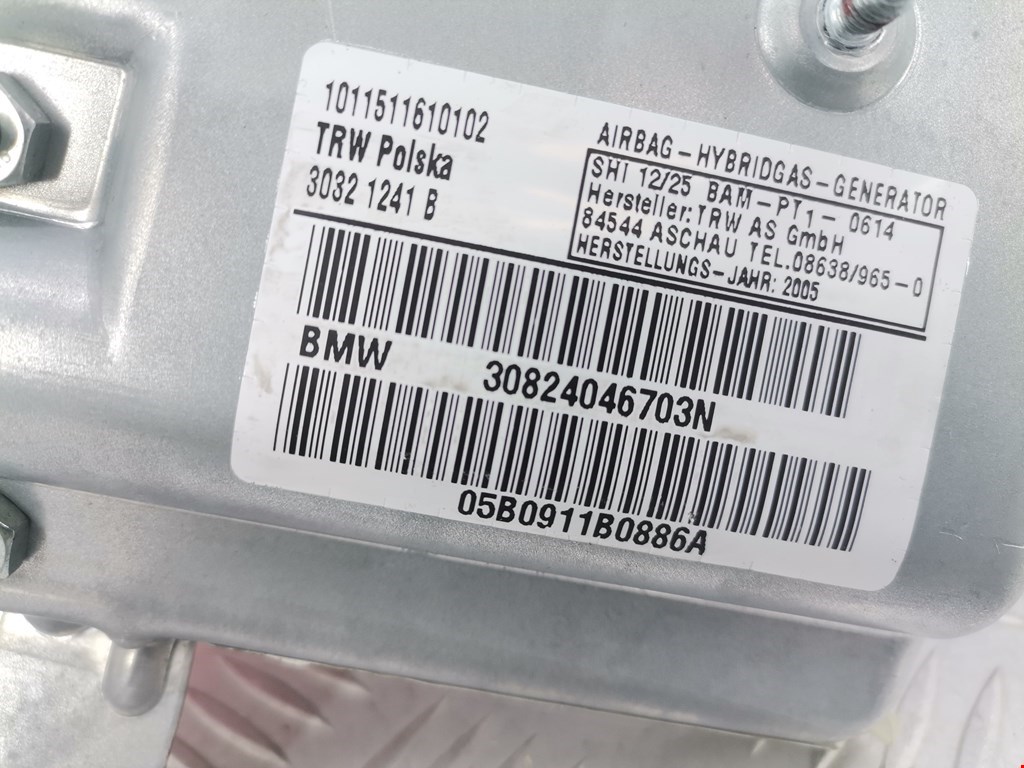 1011511610102
TRW Polska
3032 1241 B
AIRBAG-HYBRIDGAS-GENERATOR
SHI 12/25 BAM-PT1-0614
Hersteller:TRW AS GmbH
84544 ASCHAU TEL.08638/965-0
HERSTELLUNGS-JAHR: 2005
BMW 30824046703N
05B0911B0886A